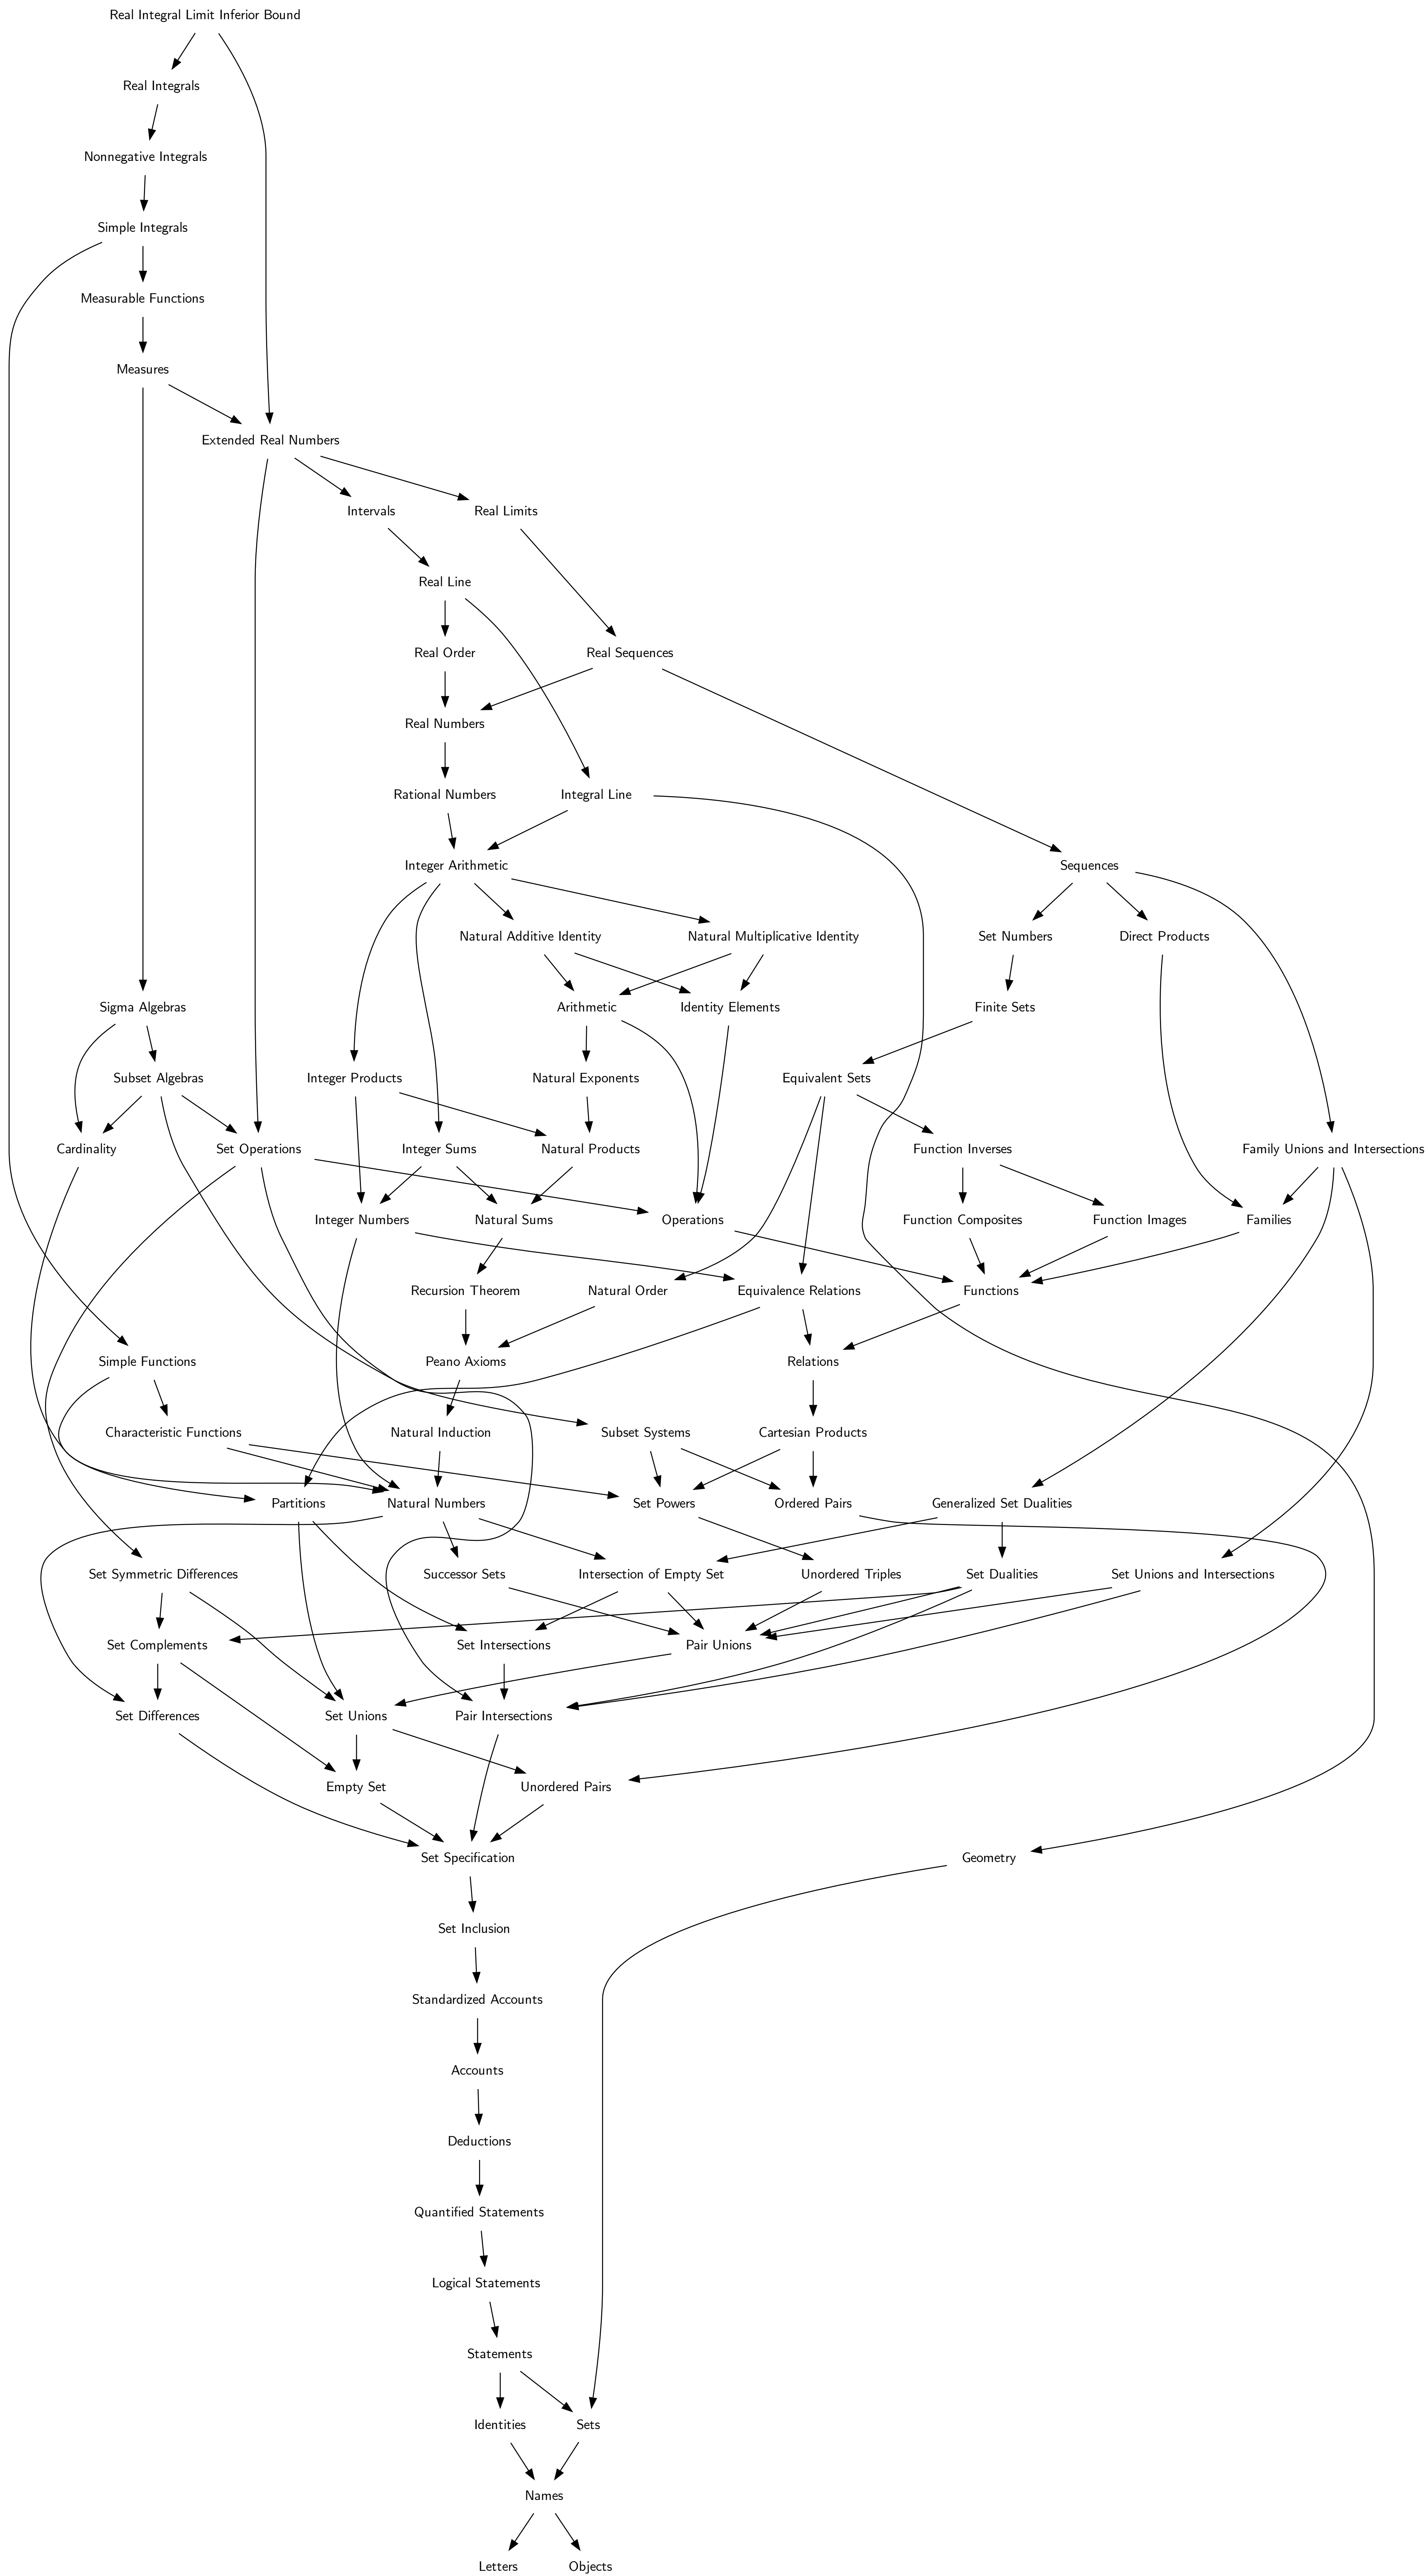 Real Integral Limit Inferior Bound
Real Integrals
Nonnegative Integrals
Simple Integrals
Measurable Functions
Measures
Extended Real Numbers
Intervals
Real Limits
Real Line
Real Order
Real Sequences
Real Numbers
Rational Numbers
Integral Line
Integer Arithmetic
Sequences
Natural Additive Identity
Natural Multiplicative Identity
Set Numbers
Direct Products
Sigma Algebras
Arithmetic
Identity Elements
Finite Sets
Subset Algebras
Integer Products
Natural Exponents
Equivalent Sets
Cardinality
Set Operations
Integer Sums
Natural Products
Function Inverses
Family Unions and Intersections
Integer Numbers
Natural Sums
Operations
Function Composites
Function Images
Families
Recursion Theorem
Natural Order
Equivalence Relations
Functions
Simple Functions
Peano Axioms
Relations
Characteristic Functions
Natural Induction
Subset Systems
Cartesian Products
Partitions
Natural Numbers
Set Powers
Ordered Pairs
Generalized Set Dualities
Set Symmetric Differences
Successor Sets
Intersection of Empty Set
Unordered Triples
Set Dualities
Set Unions and Intersections
Set Complements
Set Intersections
Pair Unions
Set Differences
Set Unions
Pair Intersections
Empty Set
Unordered Pairs
Set Specification
Geometry
Set Inclusion
Standardized Accounts
Accounts
Deductions
Quantified Statements
Logical Statements
Statements
Identities
Sets
Names
Letters
Objects